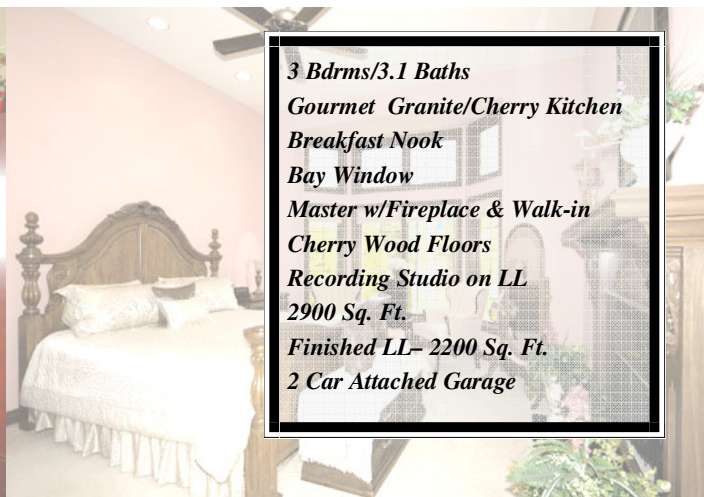 3 Bdrms/3.1 Baths
Gourmet Granite/Cherry Kitchen
Breakfast Nook
Bay Window
Master w/Fireplace & Walk-in
Cherry Wood Floors
Recording Studio on LL
2900 Sq. Ft.
Finished LL– 2200 Sq. Ft.
2 Car Attached Garage